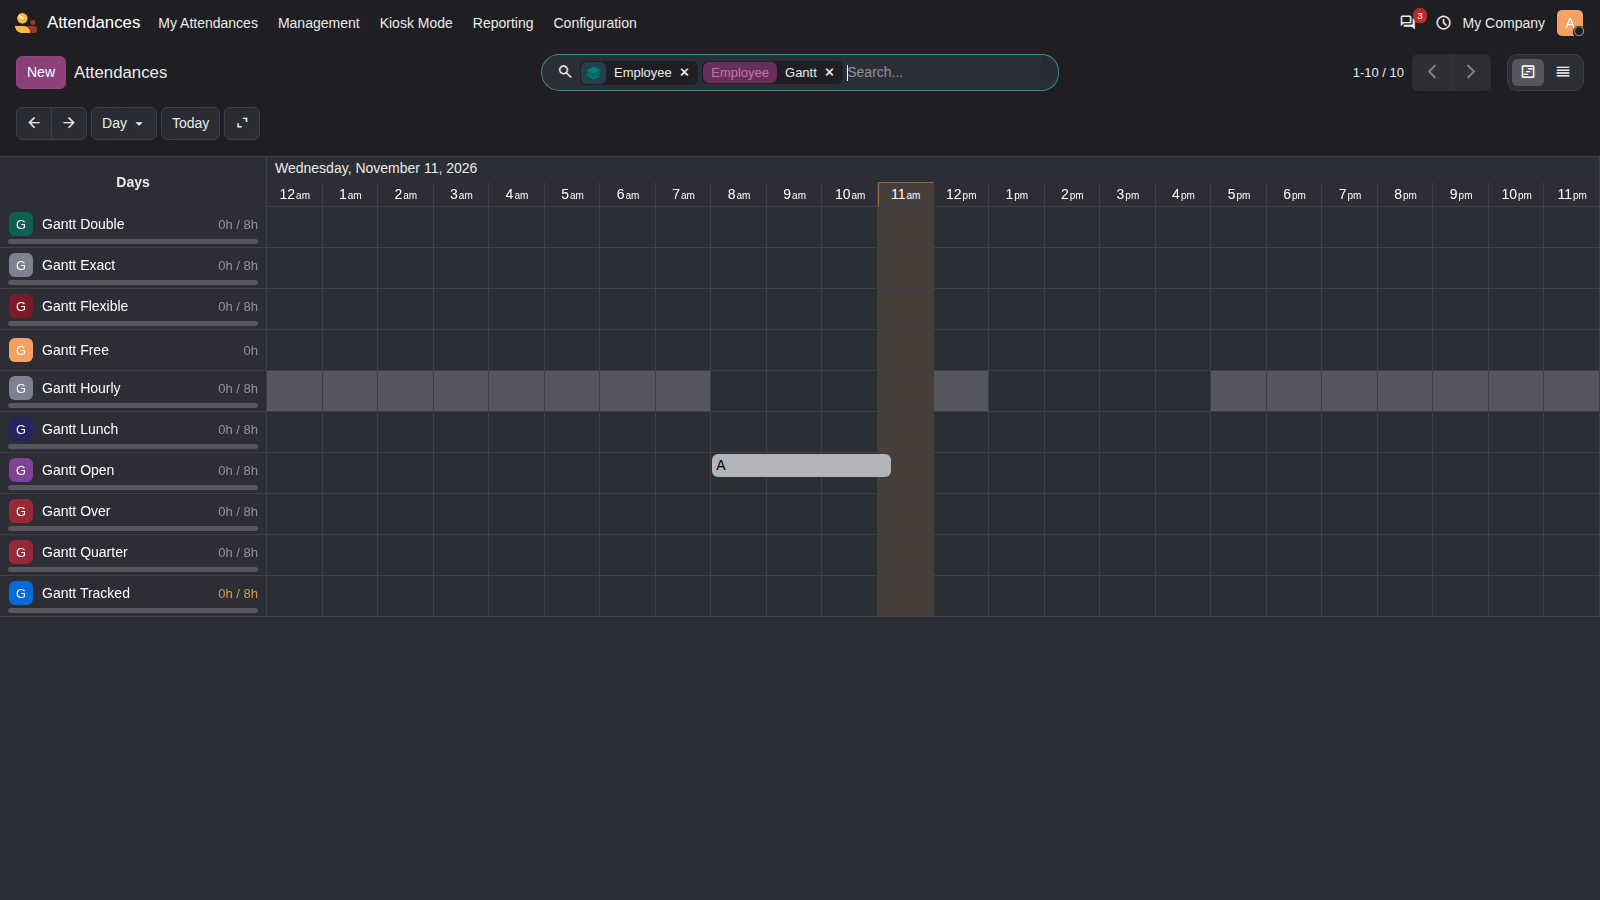 Attendances My Attendances Management Kiosk Mode Reporting Configuration 3 My Company A
New Attendances Employee × Employee Gantt × Search... 1-10 / 10
Day Today
Days Wednesday, November 11, 2026
12am 1am 2am 3am 4am 5am 6am 7am 8am 9am 10am 11am 12pm 1pm 2pm 3pm 4pm 5pm 6pm 7pm 8pm 9pm 10pm 11pm
G Gantt Double 0h / 8h
G Gantt Exact 0h / 8h
G Gantt Flexible 0h / 8h
G Gantt Free 0h
G Gantt Hourly 0h / 8h
G Gantt Lunch 0h / 8h
G Gantt Open 0h / 8h A
G Gantt Over 0h / 8h
G Gantt Quarter 0h / 8h
G Gantt Tracked 0h / 8h